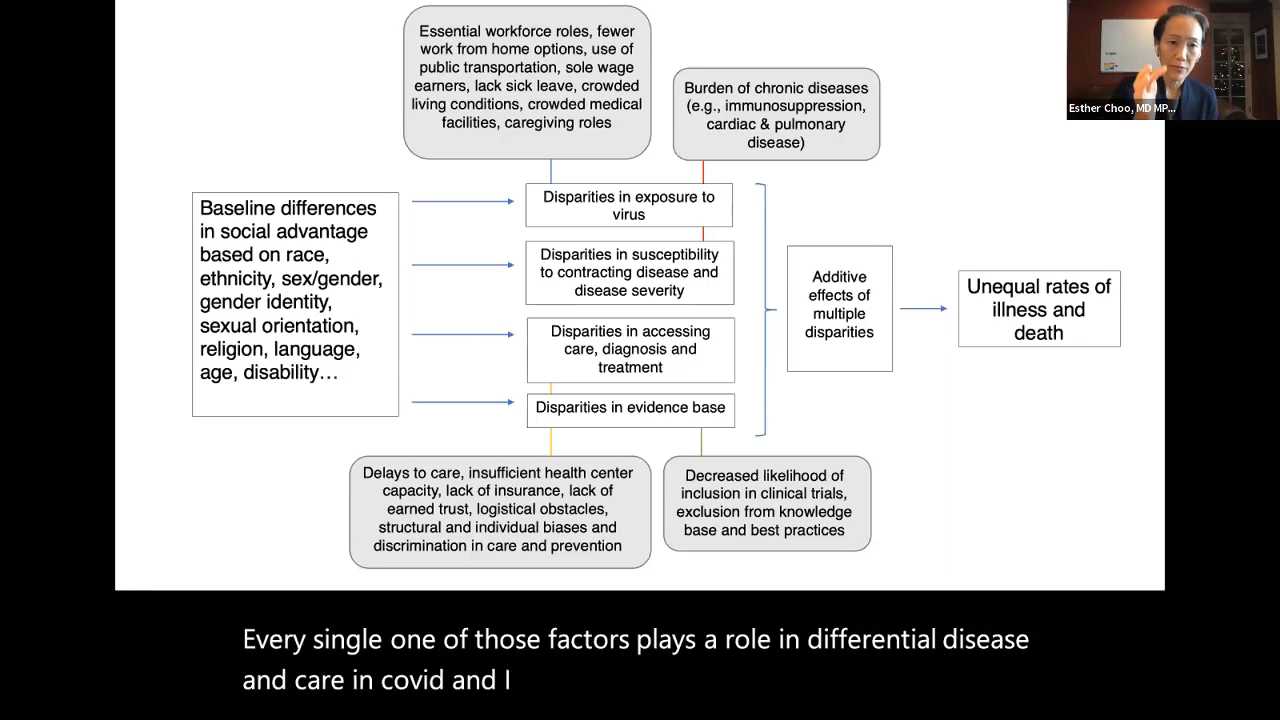 Essential workforce roles, fewer
work from home options, use of
public transportation, sole wage
earners, lack sick leave, crowded
living conditions, crowded medical
facilities, caregiving roles
Burden of chronic diseases
(e.g., immunosuppression,
cardiac & pulmonary
disease)
Esther Choo, MD MP...
Baseline differences
in social advantage
based on race,
ethnicity, sex/gender,
gender identity,
sexual orientation,
religion, language,
age, disability…
Disparities in exposure to
virus
Disparities in susceptibility
to contracting disease and
disease severity
Disparities in accessing
care, diagnosis and
treatment
Disparities in evidence base
Additive
effects of
multiple
disparities
Unequal rates of
illness and
death
Delays to care, insufficient health center
capacity, lack of insurance, lack of
earned trust, logistical obstacles,
structural and individual biases and
discrimination in care and prevention
Decreased likelihood of
inclusion in clinical trials,
exclusion from knowledge
base and best practices
Every single one of those factors plays a role in differential disease
and care in covid and I